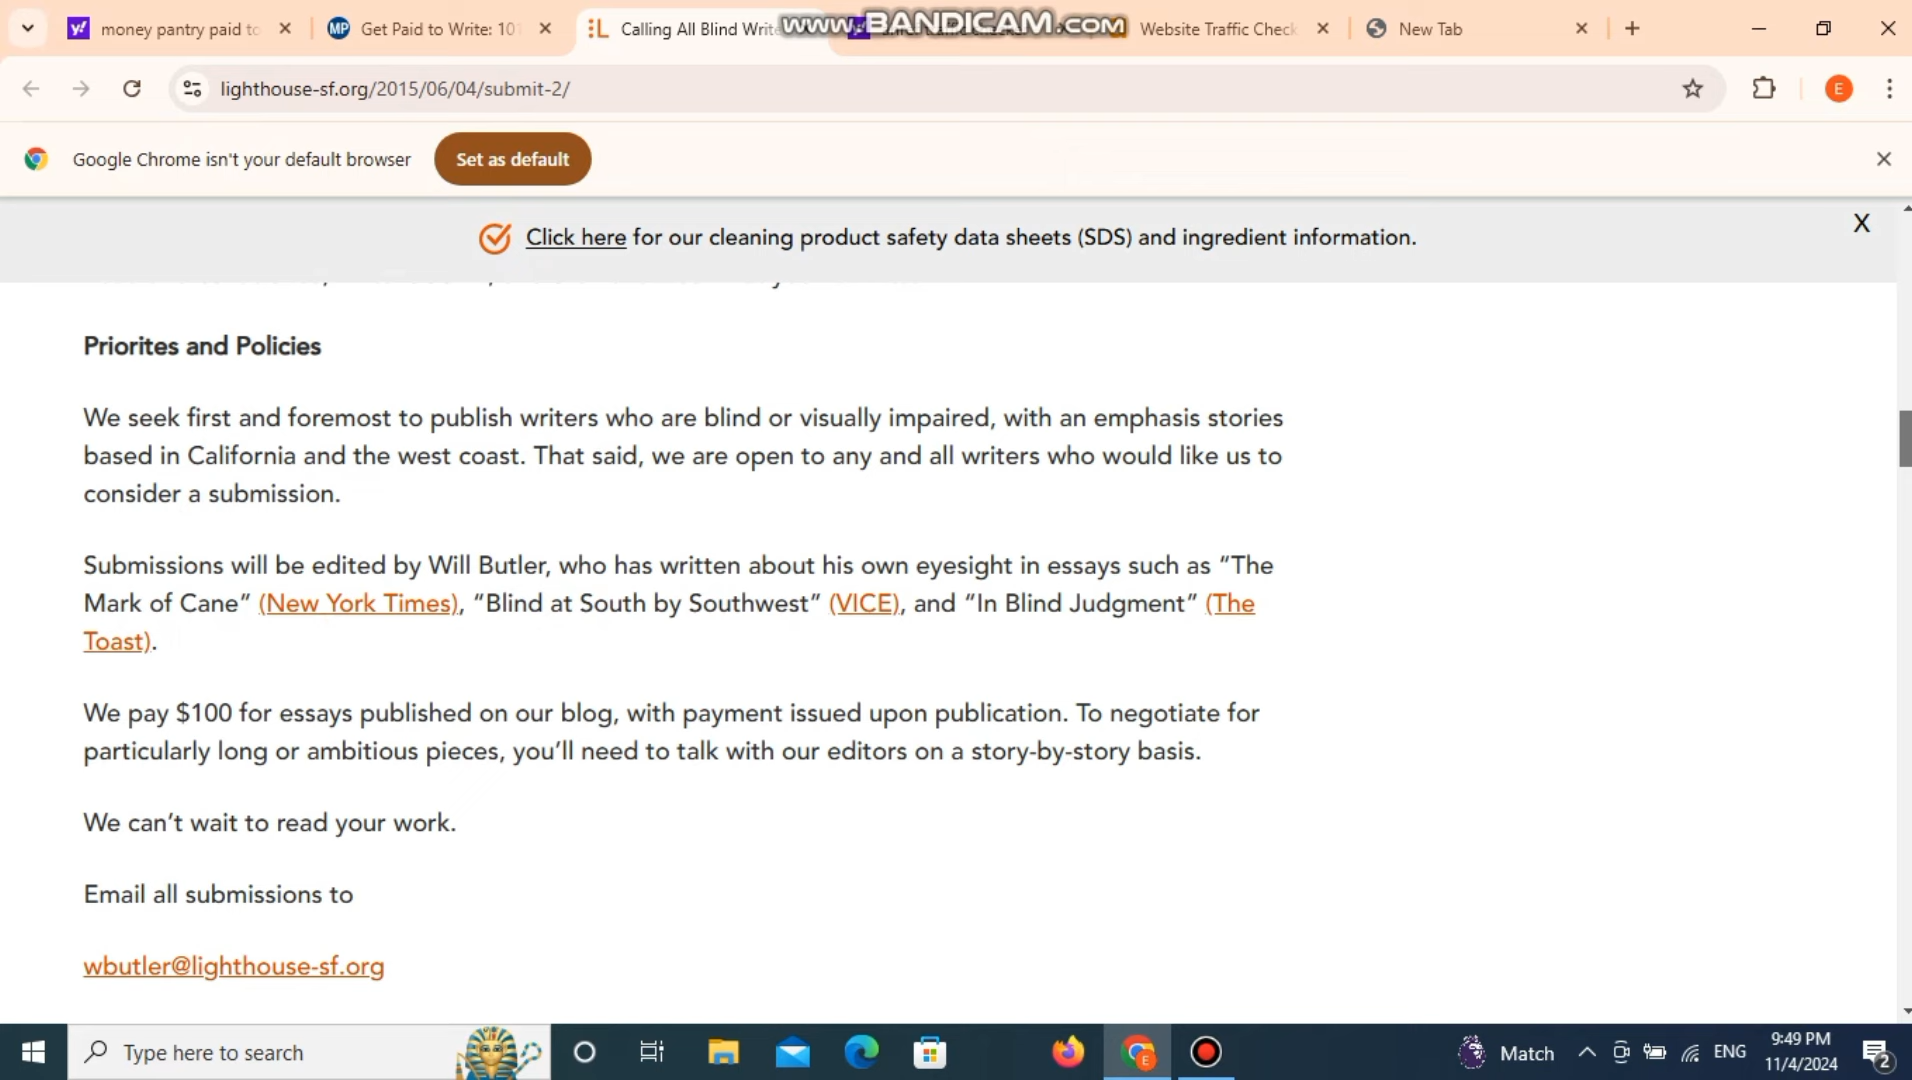 money pantry paid to
Get Paid to Write: 101
Calling All Blind Write
www.BANDICAM.com
Website Traffic Check
New Tab
lighthouse-sf.org/2015/06/04/submit-2/
E
Google Chrome isn't your default browser
Set as default
Click here for our cleaning product safety data sheets (SDS) and ingredient information.
X
Priorites and Policies
We seek first and foremost to publish writers who are blind or visually impaired, with an emphasis stories
based in California and the west coast. That said, we are open to any and all writers who would like us to
consider a submission.
Submissions will be edited by Will Butler, who has written about his own eyesight in essays such as “The
Mark of Cane” (New York Times), “Blind at South by Southwest” (VICE), and “In Blind Judgment” (The
Toast).
We pay $100 for essays published on our blog, with payment issued upon publication. To negotiate for
particularly long or ambitious pieces, you’ll need to talk with our editors on a story-by-story basis.
We can’t wait to read your work.
Email all submissions to
wbutler@lighthouse-sf.org
Type here to search
Match
ENG
9:49 PM
11/4/2024
2